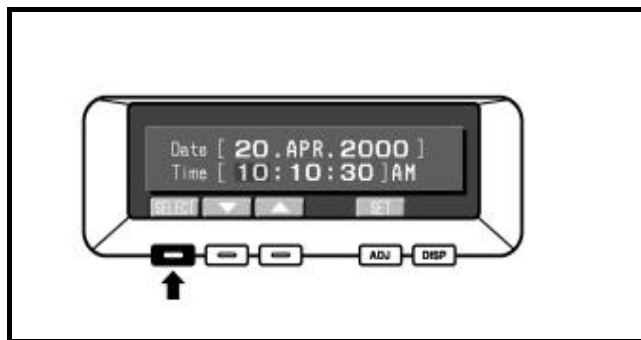 Date [ 20.APR.2000 ]
Time [ 10:10:30 ]AM
SELECT SET
ADJ DISP